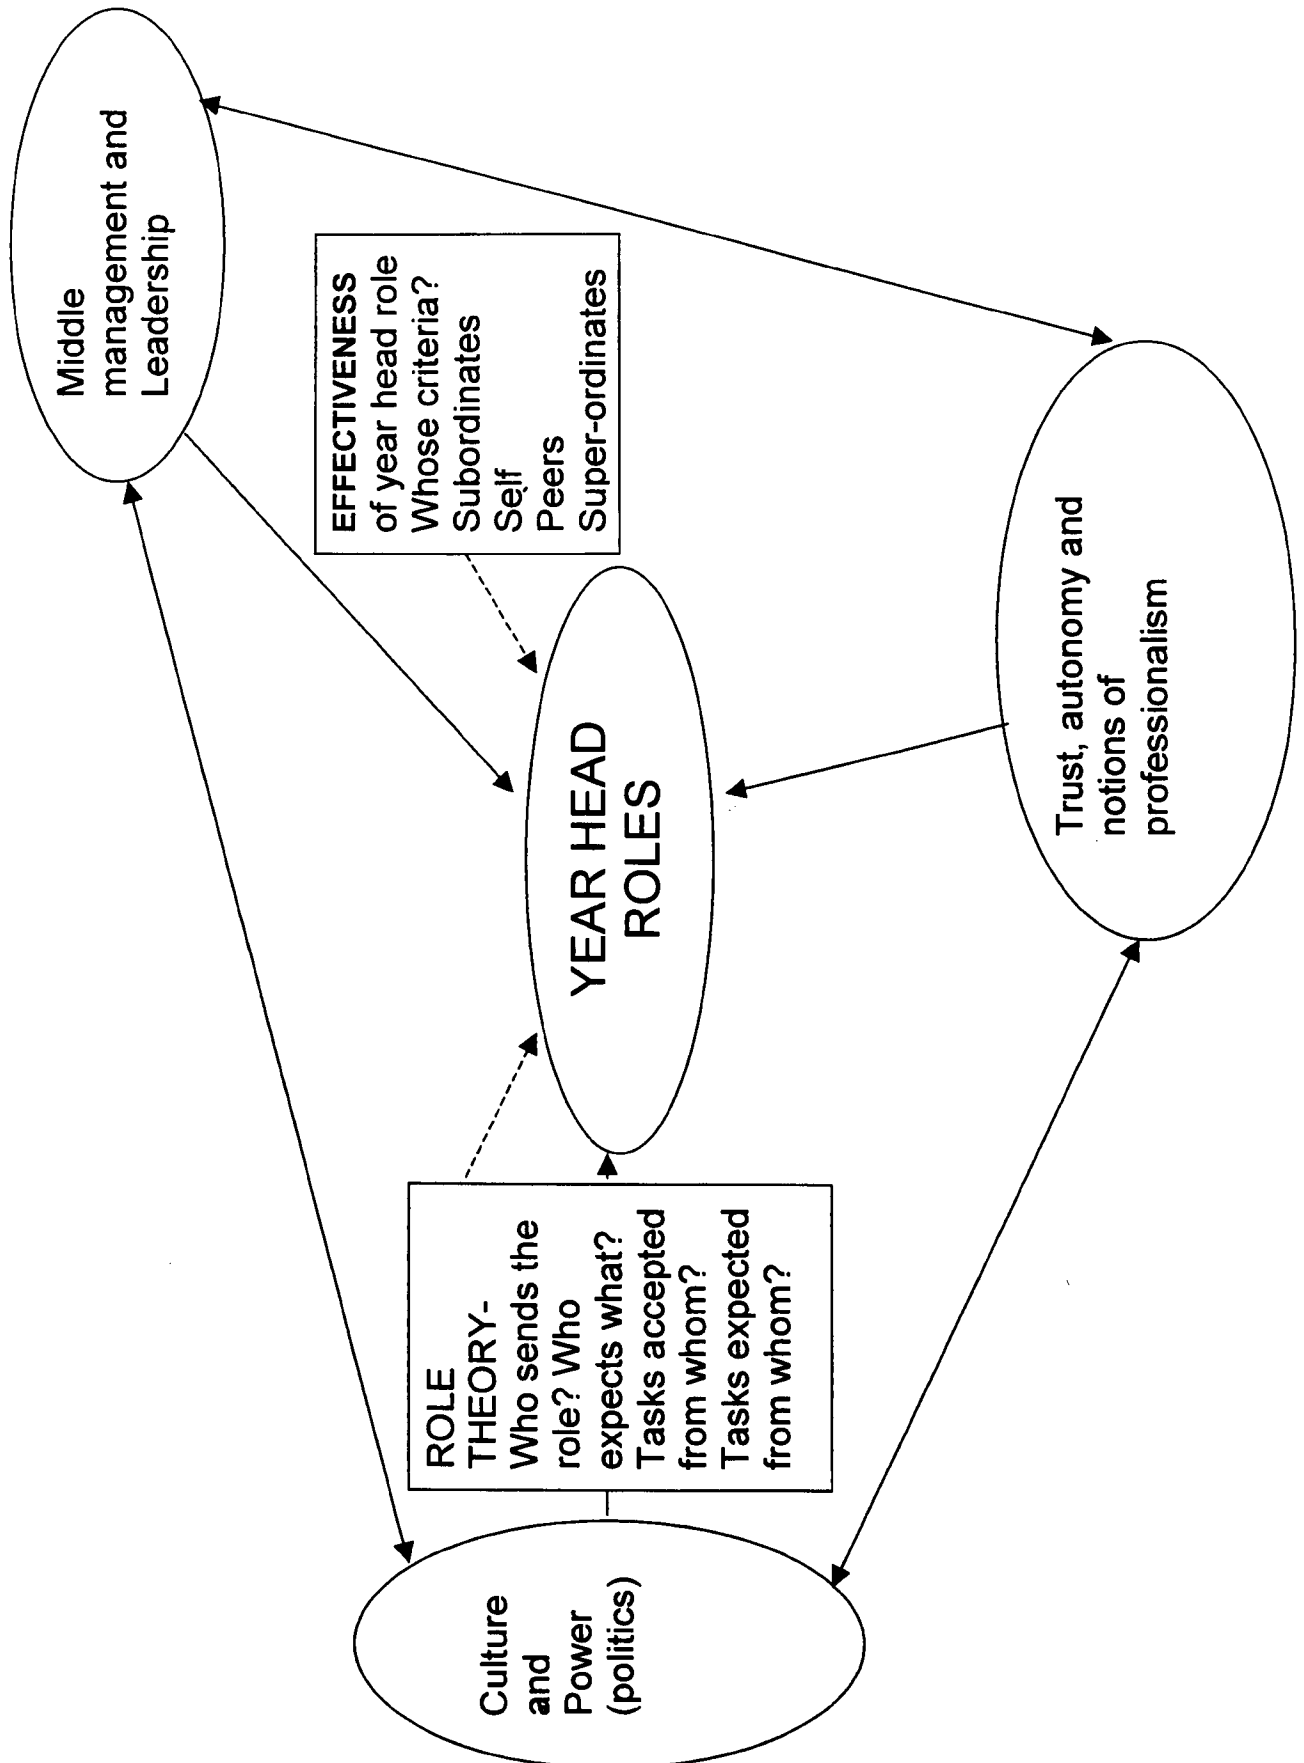 Middle
management and
Leadership
EFFECTIVENESS
of year head role
Whose criteria?
Subordinates
Self
Peers
Super-ordinates
YEAR HEAD
ROLES
ROLE
THEORY-
Who sends the
role? Who
expects what?
Tasks accepted
from whom?
Tasks expected
from whom?
Culture
and
Power
(politics)
Trust, autonomy and
notions of
professionalism